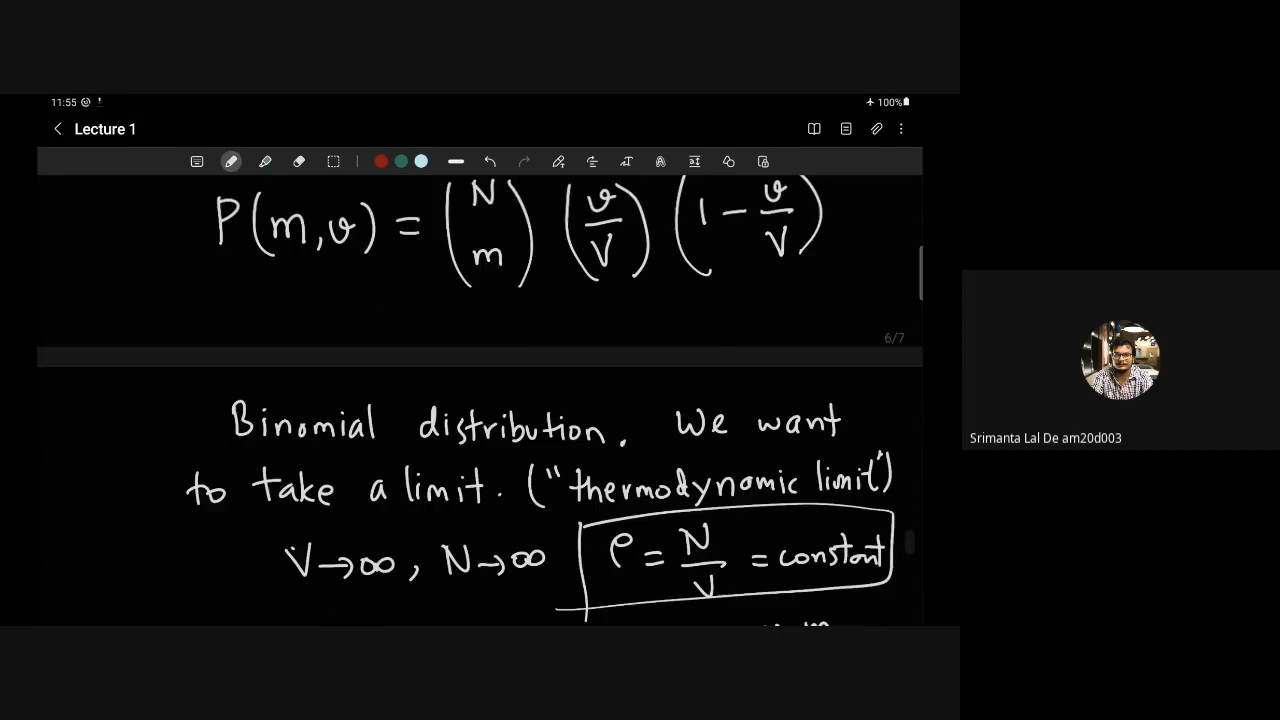 11:55 100%
Lecture 1
P(m,v) = (N m) (v/V) (1 - v/V)
6/7
Binomial distribution. We want
to take a limit. ("thermodynamic limit")
V→∞, N→∞ ρ = N/V = constant
Srimanta Lal De am20d003